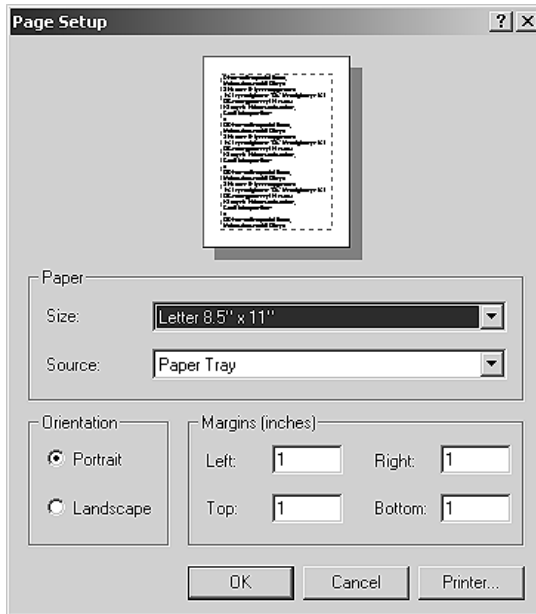 Page Setup
Paper
Size: Letter 8.5" x 11"
Source: Paper Tray
Orientation
Portrait
Landscape
Margins (inches)
Left: 1 Right: 1
Top: 1 Bottom: 1
OK Cancel Printer...